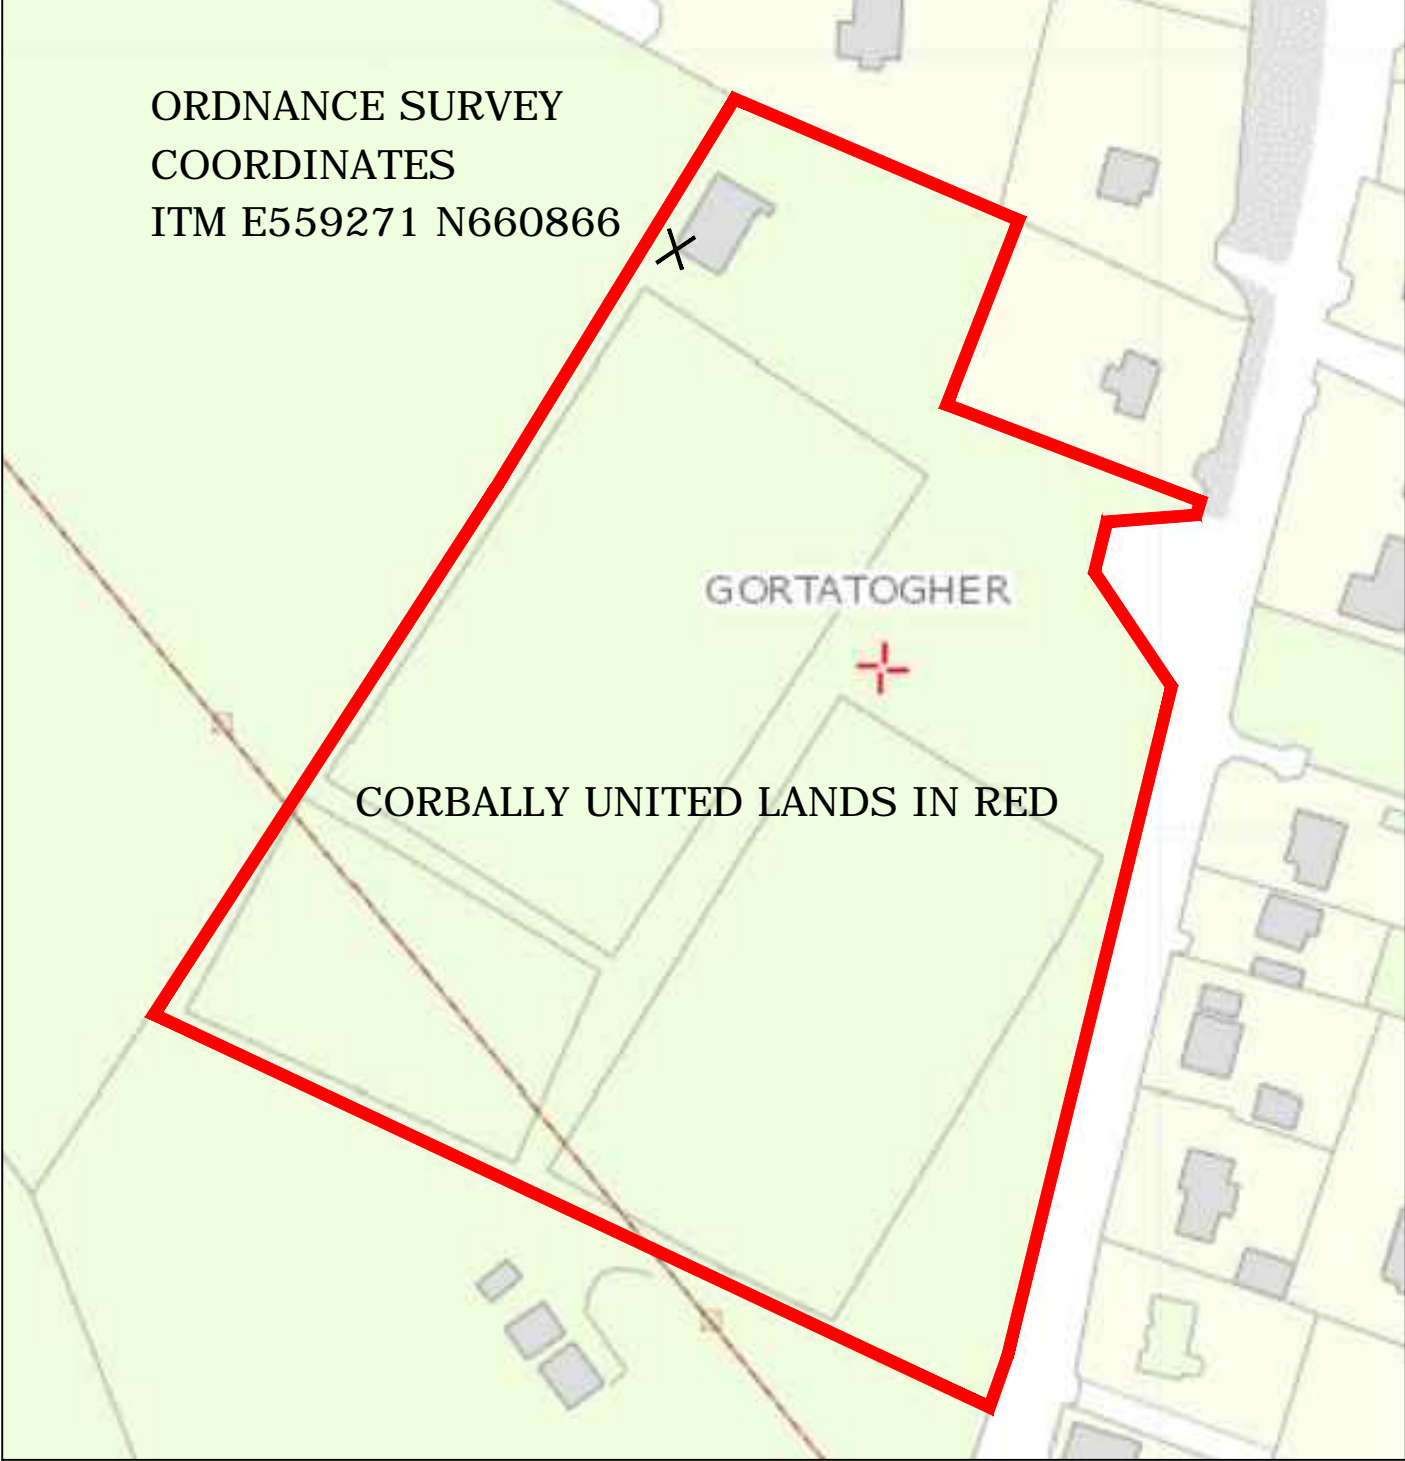 ORDNANCE SURVEY
COORDINATES
ITM E559271 N660866
GORTATOGHER
CORBALLY UNITED LANDS IN RED